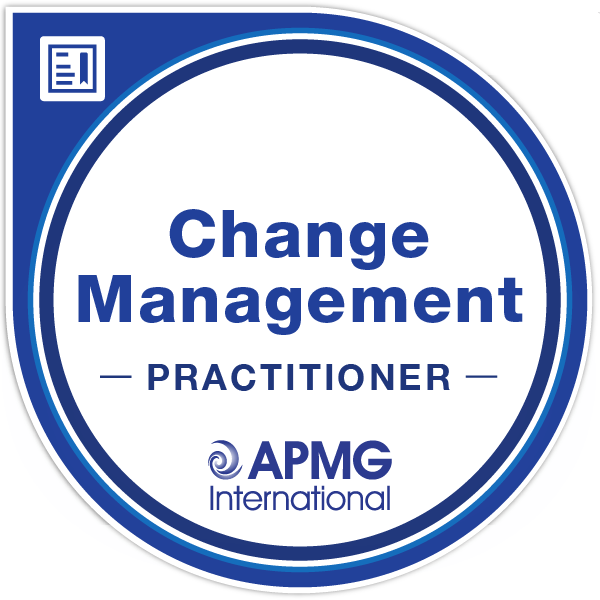 Change
Management
— PRACTITIONER —
APMG
International